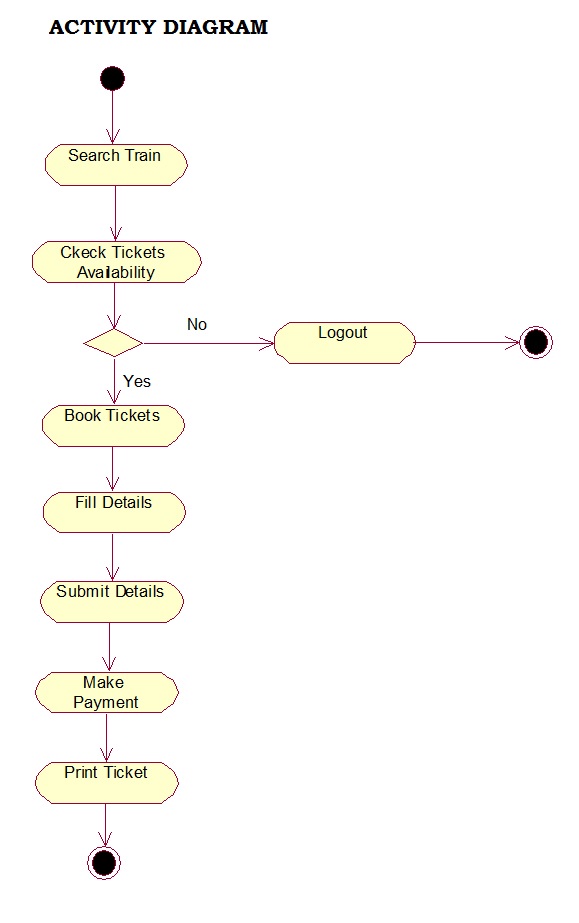 ACTIVITY DIAGRAM
Search Train
Ckeck Tickets
Availability
No
Logout
Yes
Book Tickets
Fill Details
Submit Details
Make
Payment
Print Ticket